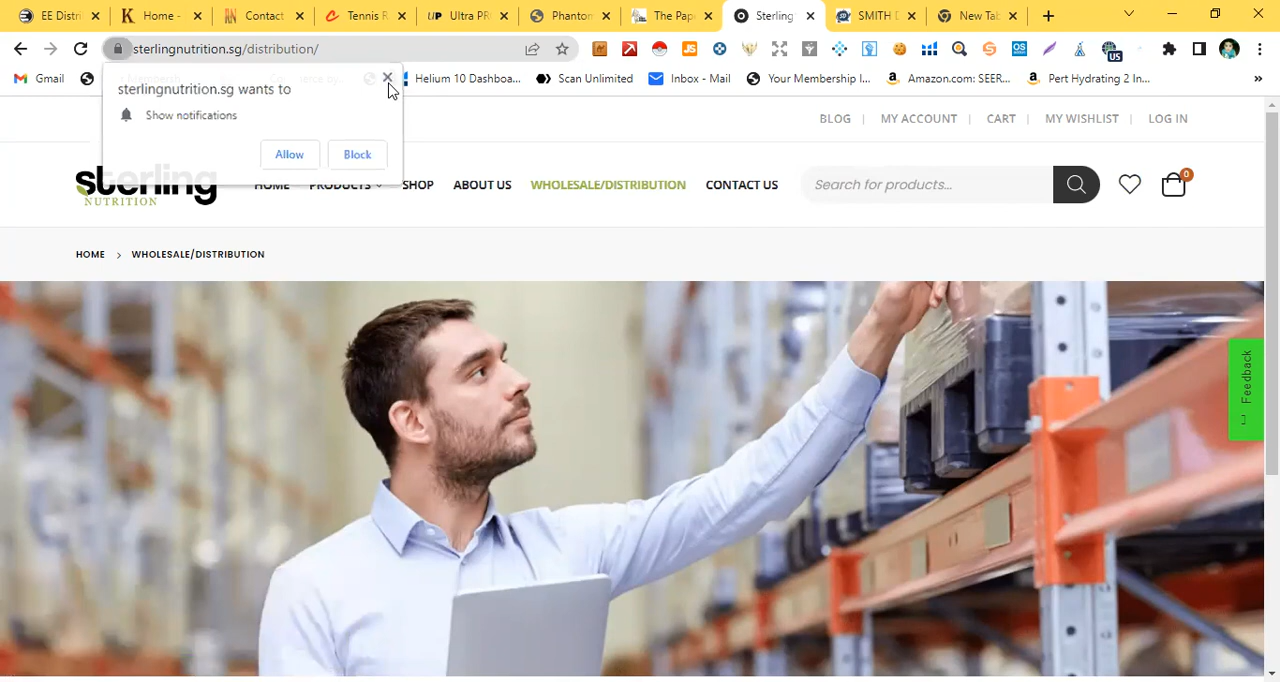 EE Distri
Home -
Contact
Tennis R
Ultra PR
Phantom
The Pap
Sterling
SMITH D
New Tab
sterlingnutrition.sg/distribution/
US
Gmail
Helium 10 Dashboa...
Scan Unlimited
Inbox - Mail
Your Membership I...
Amazon.com: SEER...
Pert Hydrating 2 In...
»
sterlingnutrition.sg wants to
Show notifications
Allow
Block
BLOG | MY ACCOUNT | CART | MY WISHLIST | LOG IN
sterling
NUTRITION
HOME PRODUCTS SHOP ABOUT US WHOLESALE/DISTRIBUTION CONTACT US
Search for products...
0
HOME > WHOLESALE/DISTRIBUTION
Feedback